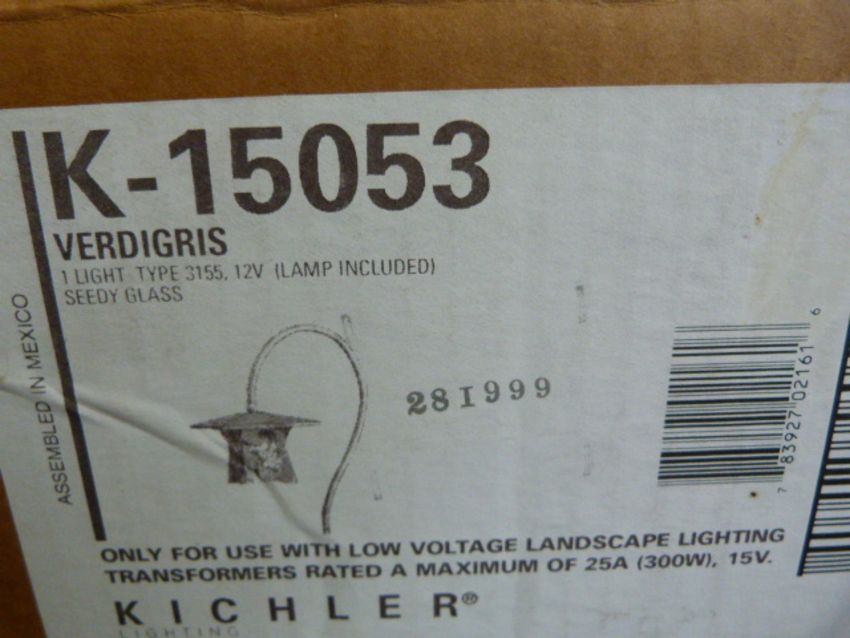 K-15053
VERDIGRIS
1 LIGHT TYPE 3155, 12V (LAMP INCLUDED)
SEEDY GLASS
ASSEMBLED IN MEXICO
281999
7 83927 02161 6
ONLY FOR USE WITH LOW VOLTAGE LANDSCAPE LIGHTING
TRANSFORMERS RATED A MAXIMUM OF 25A (300W), 15V.
KICHLER®
LIGHTING